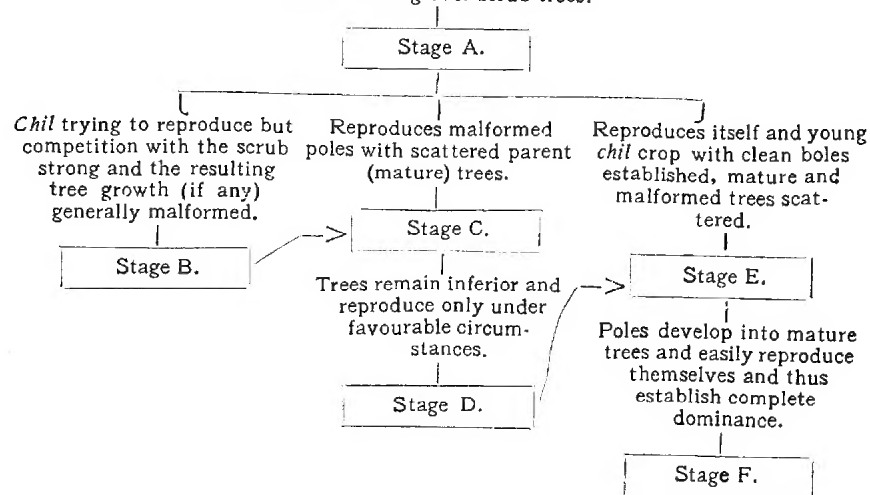 Stage A.
Chil trying to reproduce but
competition with the scrub
strong and the resulting
tree growth (if any)
generally malformed.
Stage B.
Reproduces malformed
poles with scattered parent
(mature) trees.
Stage C.
Trees remain inferior and
reproduce only under
favourable circum-
stances.
Stage D.
Reproduces itself and young
chil crop with clean boles
established, mature and
malformed trees scat-
tered.
Stage E.
Poles develop into mature
trees and easily reproduce
themselves and thus
establish complete
dominance.
Stage F.